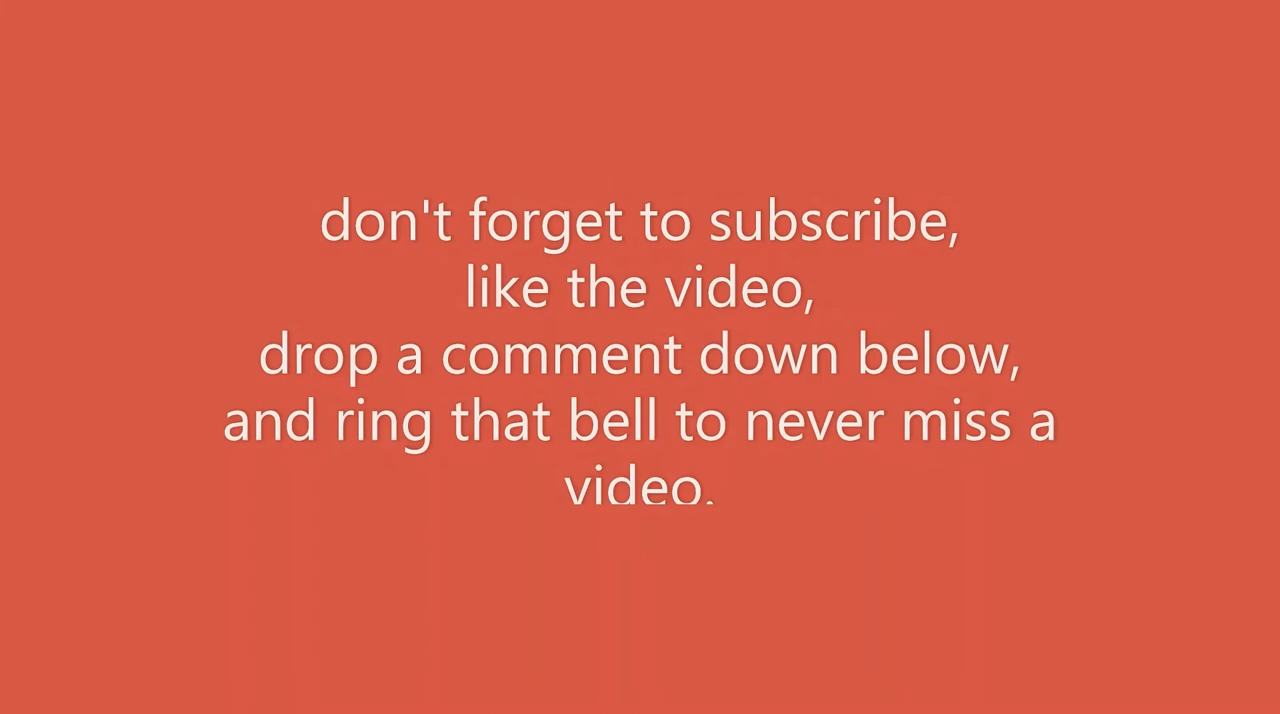 don't forget to subscribe,
like the video,
drop a comment down below,
and ring that bell to never miss a
video.